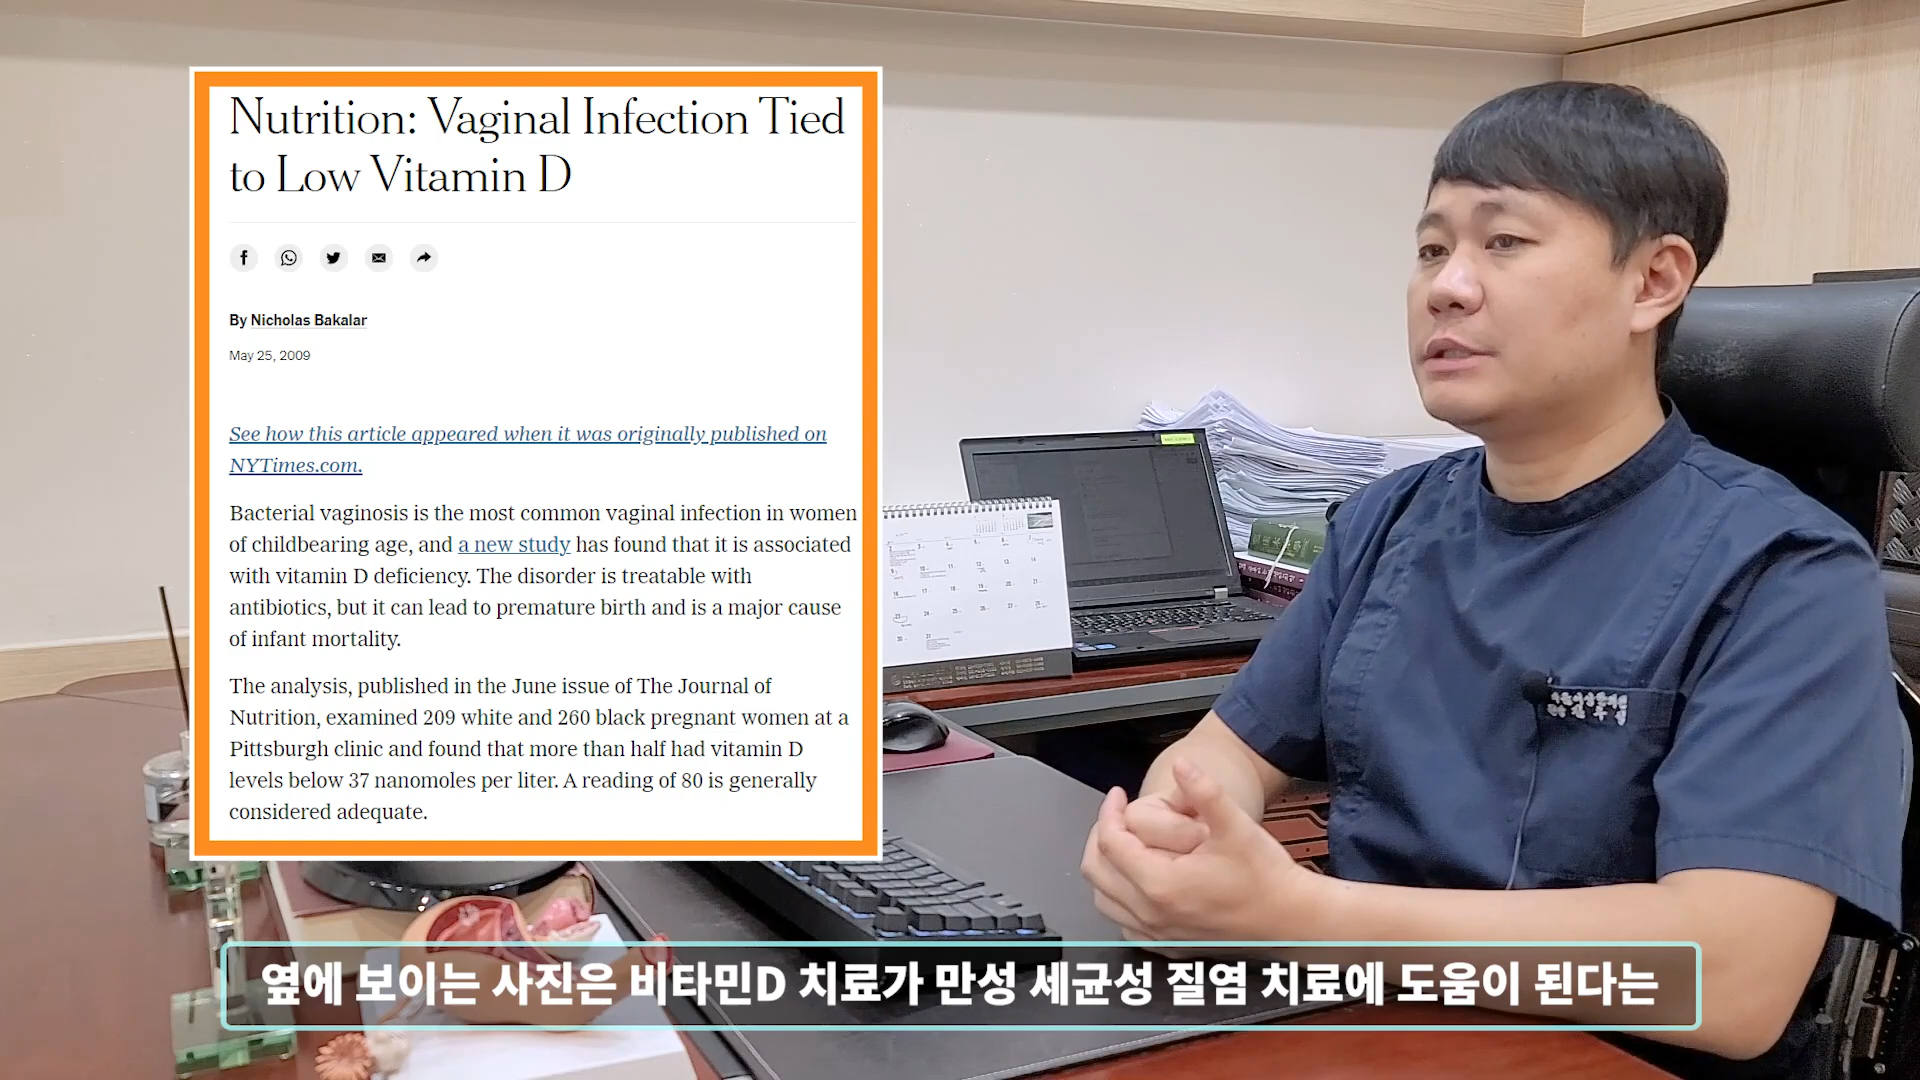 Nutrition: Vaginal Infection Tied
to Low Vitamin D
By Nicholas Bakalar
May 25, 2009
See how this article appeared when it was originally published on
NYTimes.com.
Bacterial vaginosis is the most common vaginal infection in women
of childbearing age, and a new study has found that it is associated
with vitamin D deficiency. The disorder is treatable with
antibiotics, but it can lead to premature birth and is a major cause
of infant mortality.
The analysis, published in the June issue of The Journal of
Nutrition, examined 209 white and 260 black pregnant women at a
Pittsburgh clinic and found that more than half had vitamin D
levels below 37 nanomoles per liter. A reading of 80 is generally
considered adequate.
옆에 보이는 사진은 비타민D 치료가 만성 세균성 질염 치료에 도움이 된다는